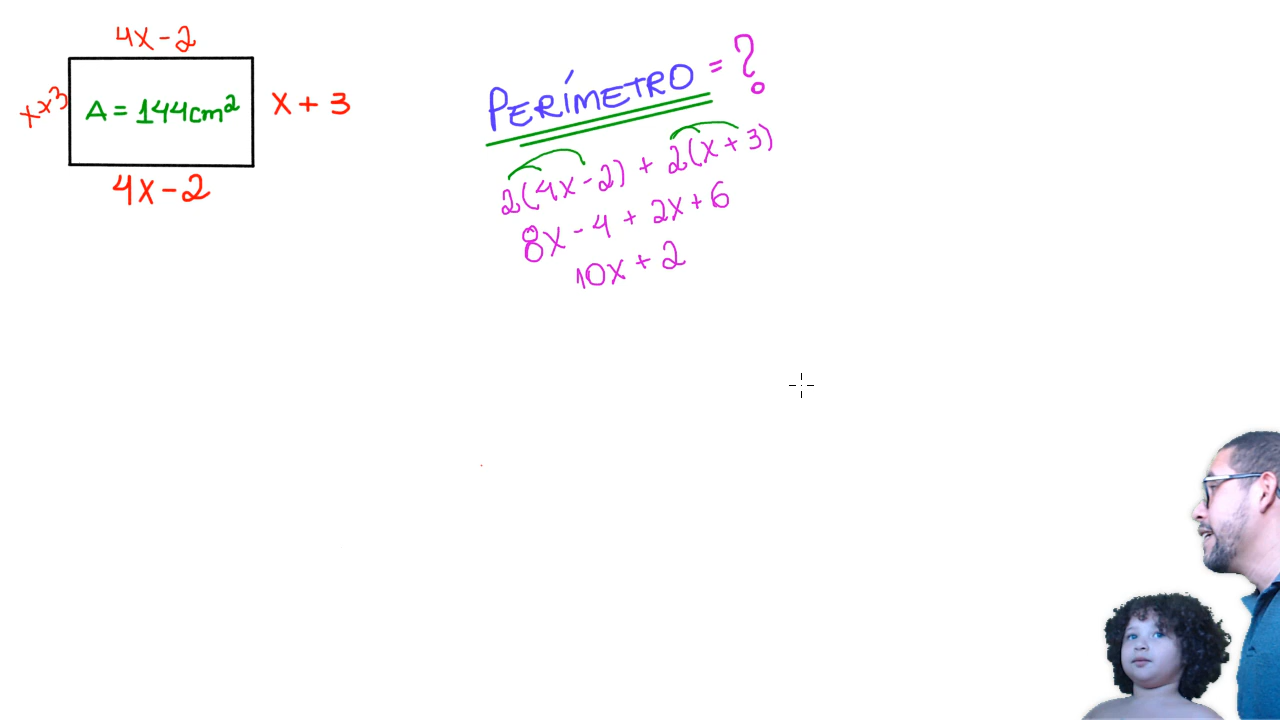 4x - 2
x + 3
A = 144cm²
x + 3
4x - 2
PERÍMETRO = ?
2(4x - 2) + 2(x + 3)
8x - 4 + 2x + 6
10x + 2